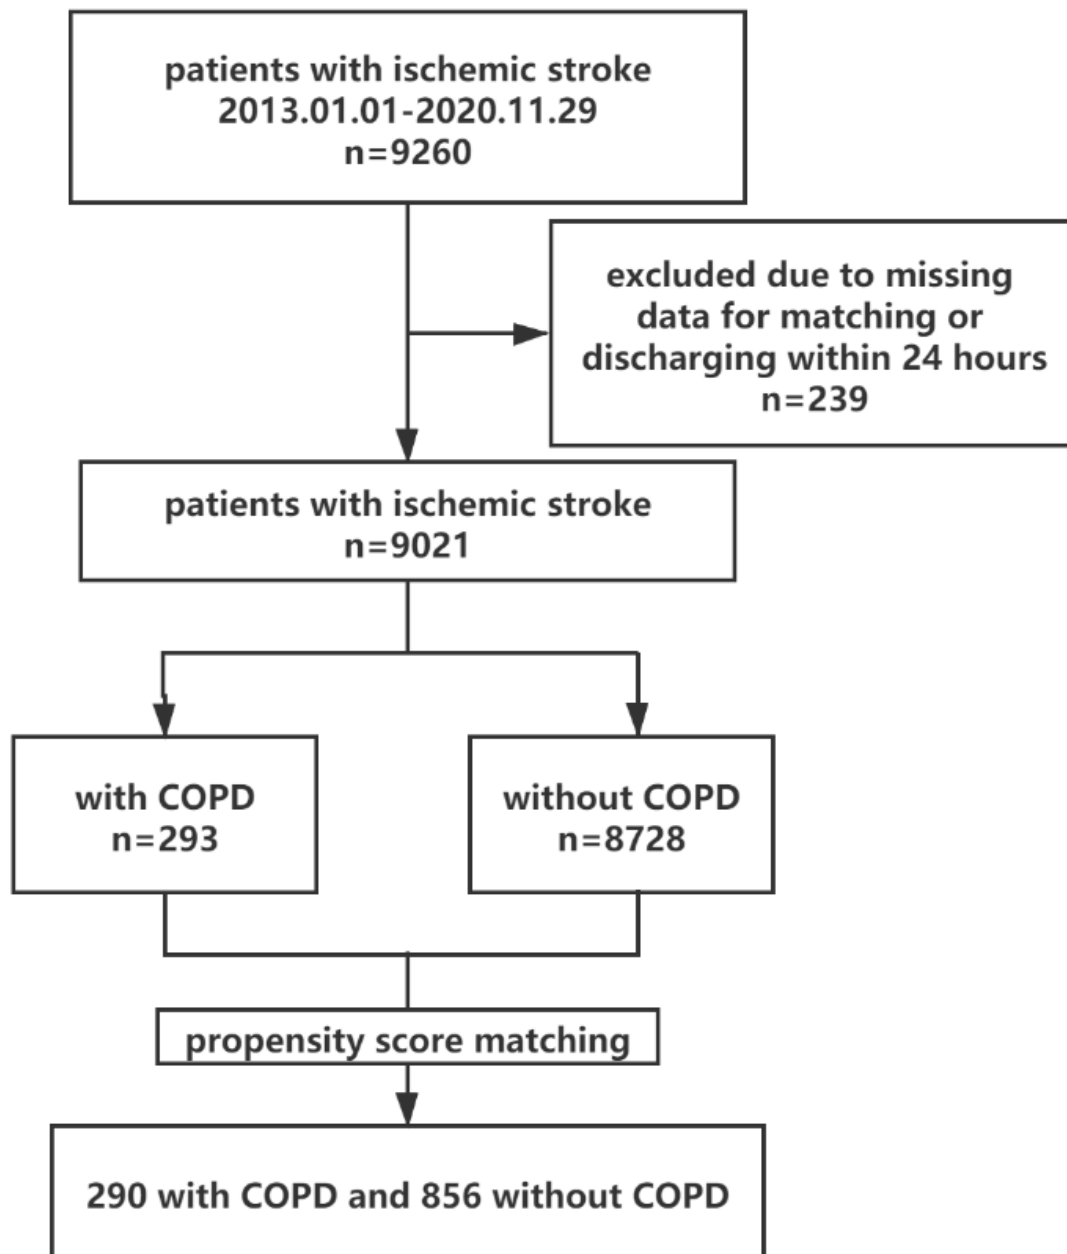 patients with ischemic stroke
2013.01.01-2020.11.29
n=9260
excluded due to missing
data for matching or
discharging within 24 hours
n=239
patients with ischemic stroke
n=9021
with COPD
n=293
without COPD
n=8728
propensity score matching
290 with COPD and 856 without COPD